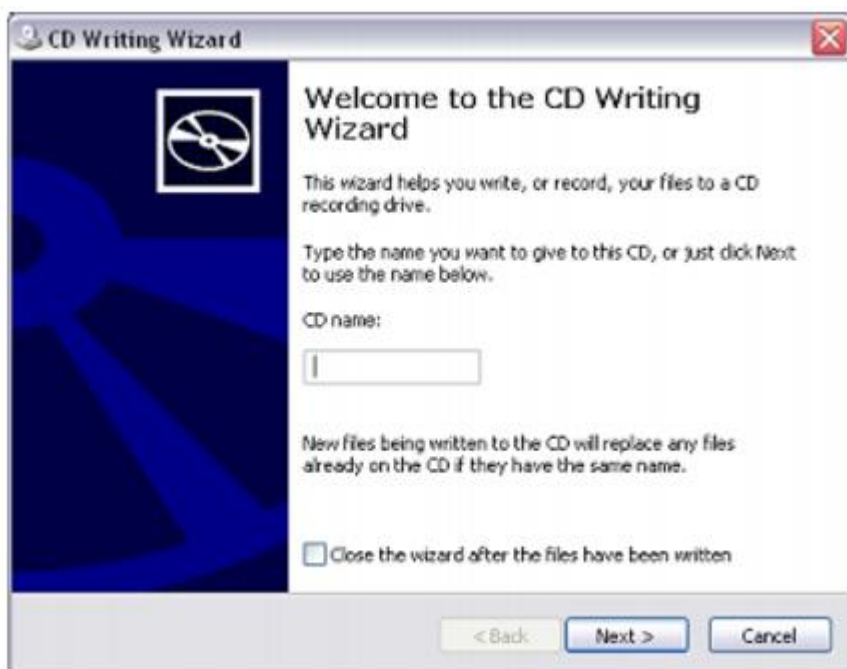 CD Writing Wizard
Welcome to the CD Writing
Wizard
This wizard helps you write, or record, your files to a CD
recording drive.
Type the name you want to give to this CD, or just click Next
to use the name below.
CD name:
New files being written to the CD will replace any files
already on the CD if they have the same name.
Close the wizard after the files have been written
< Back Next > Cancel